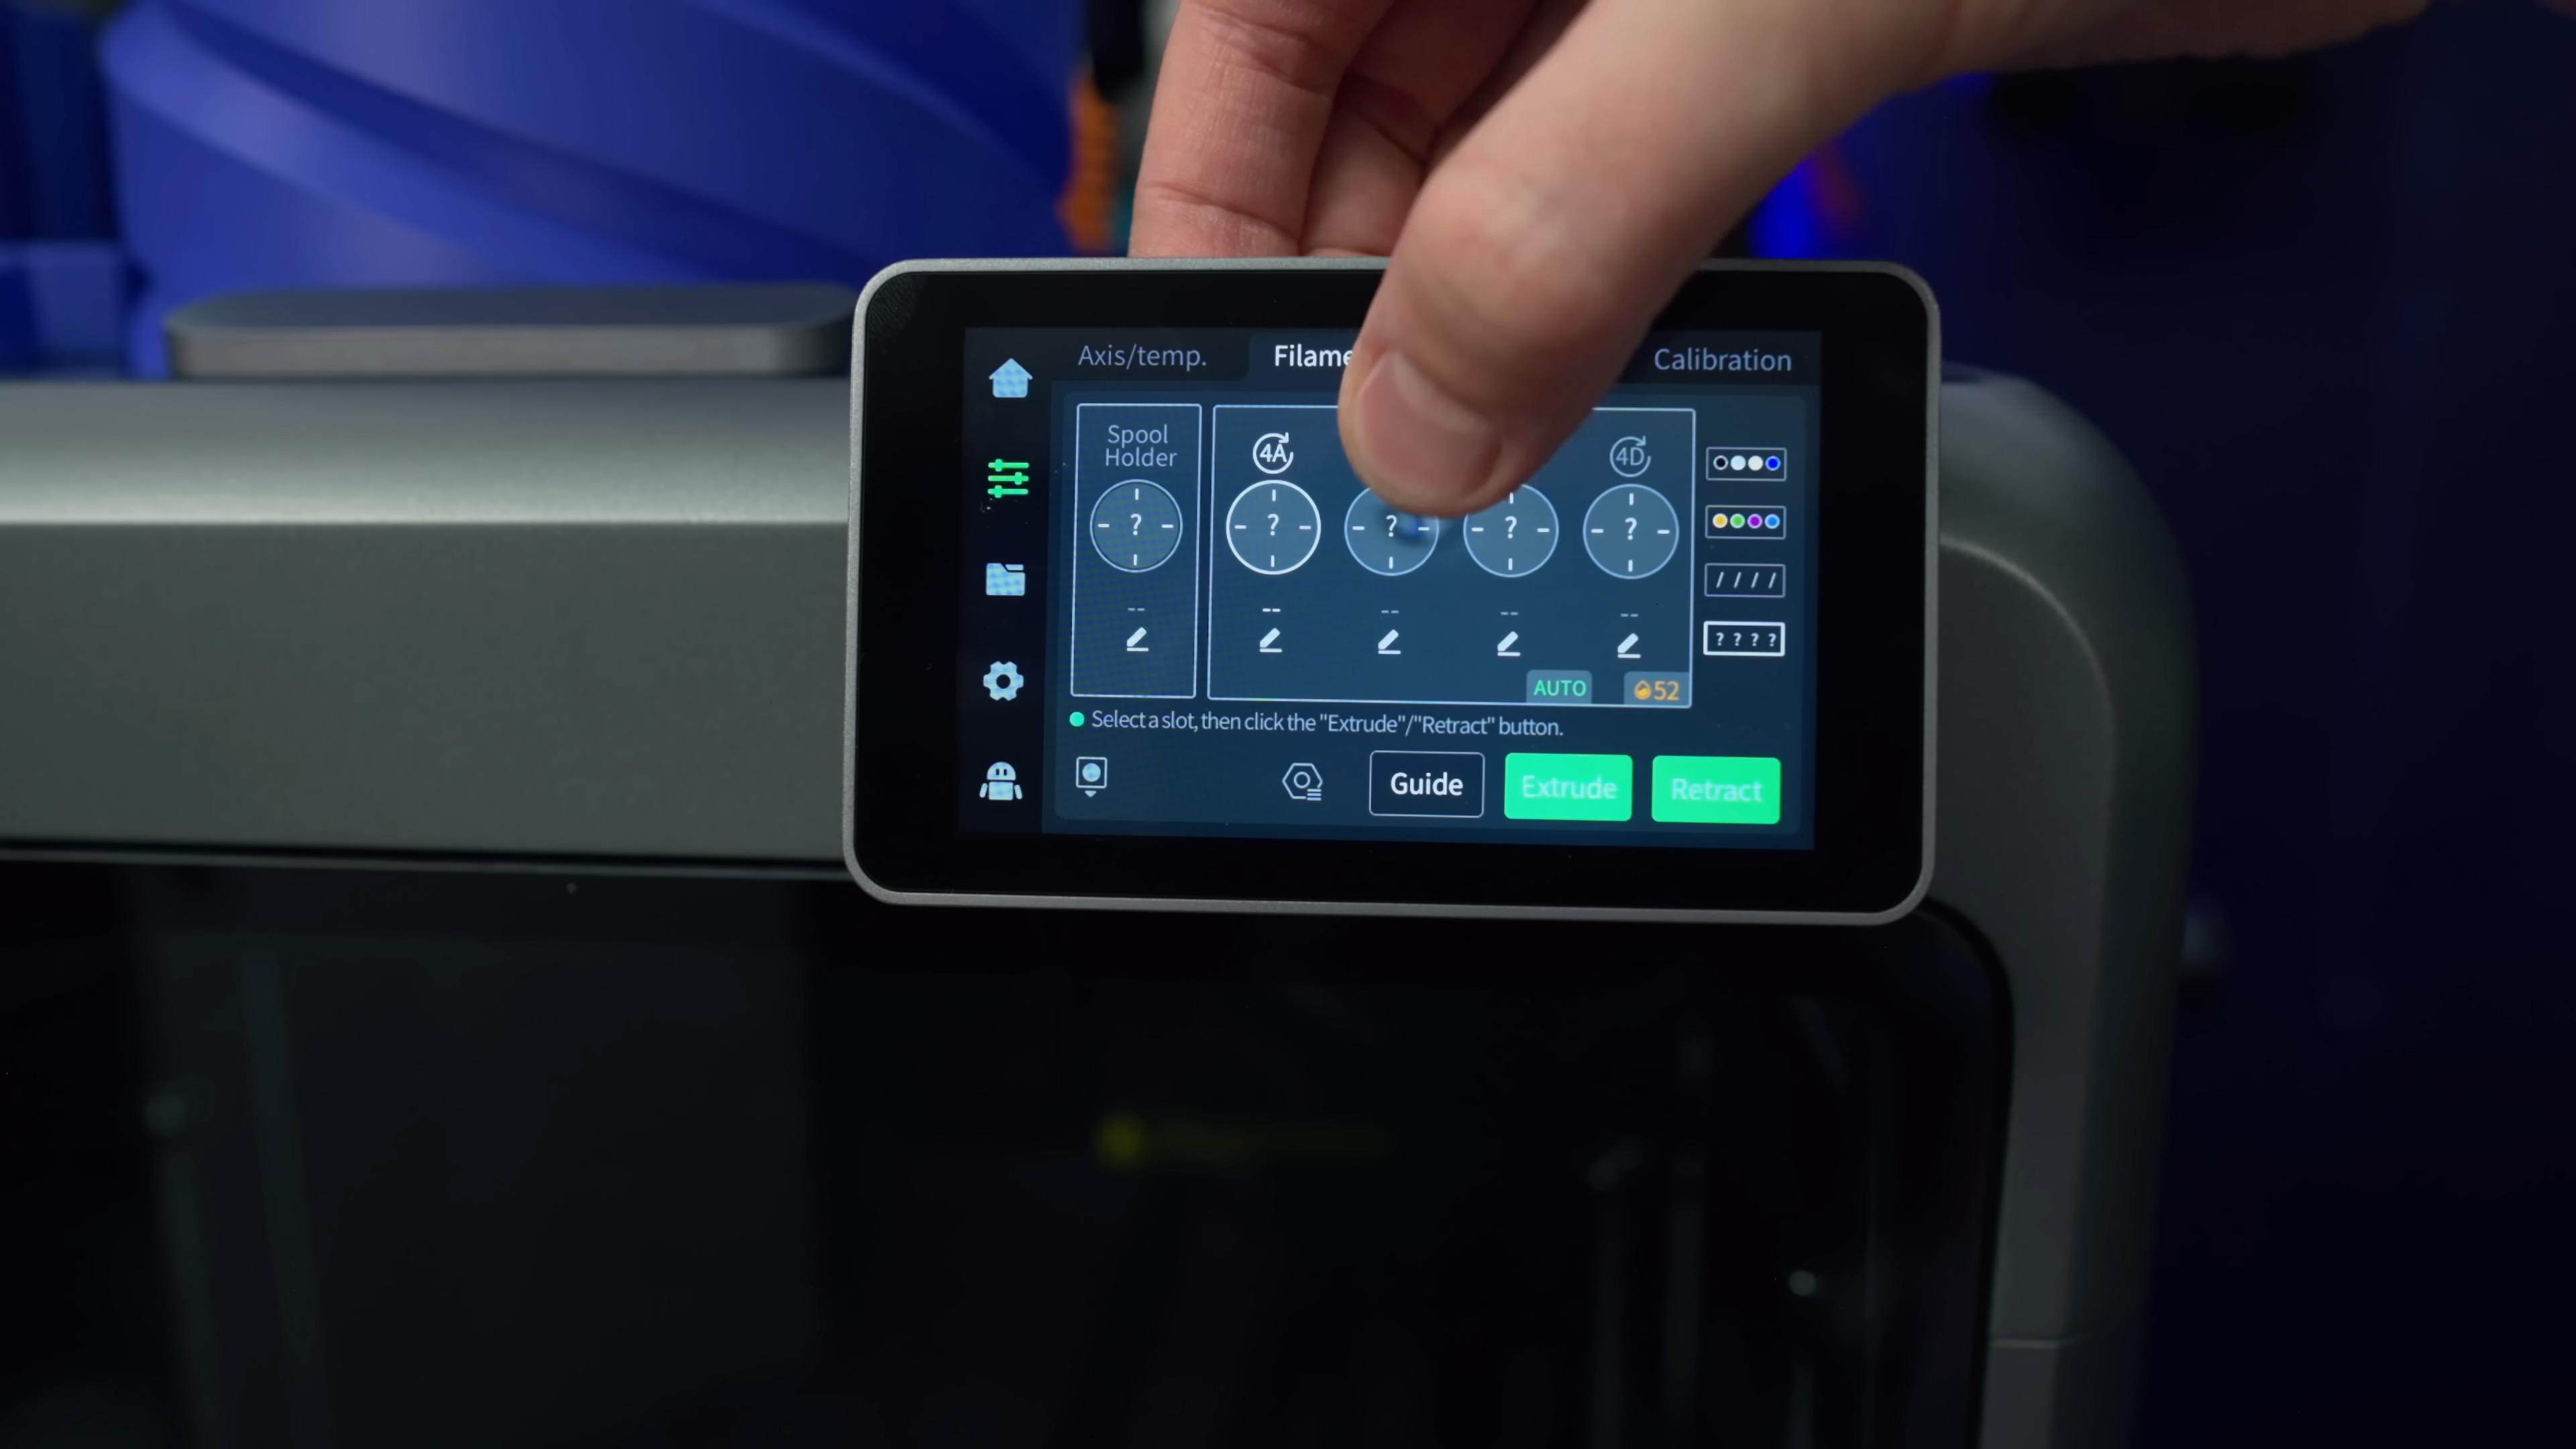 Axis/temp.
Calibration
Spool
Holder
4A
4D
? ? ? ? ?
? ? ? ?
-- -- -- -- --
AUTO
52
Select a slot, then click the "Extrude"/"Retract" button.
Guide
Extrude
Retract